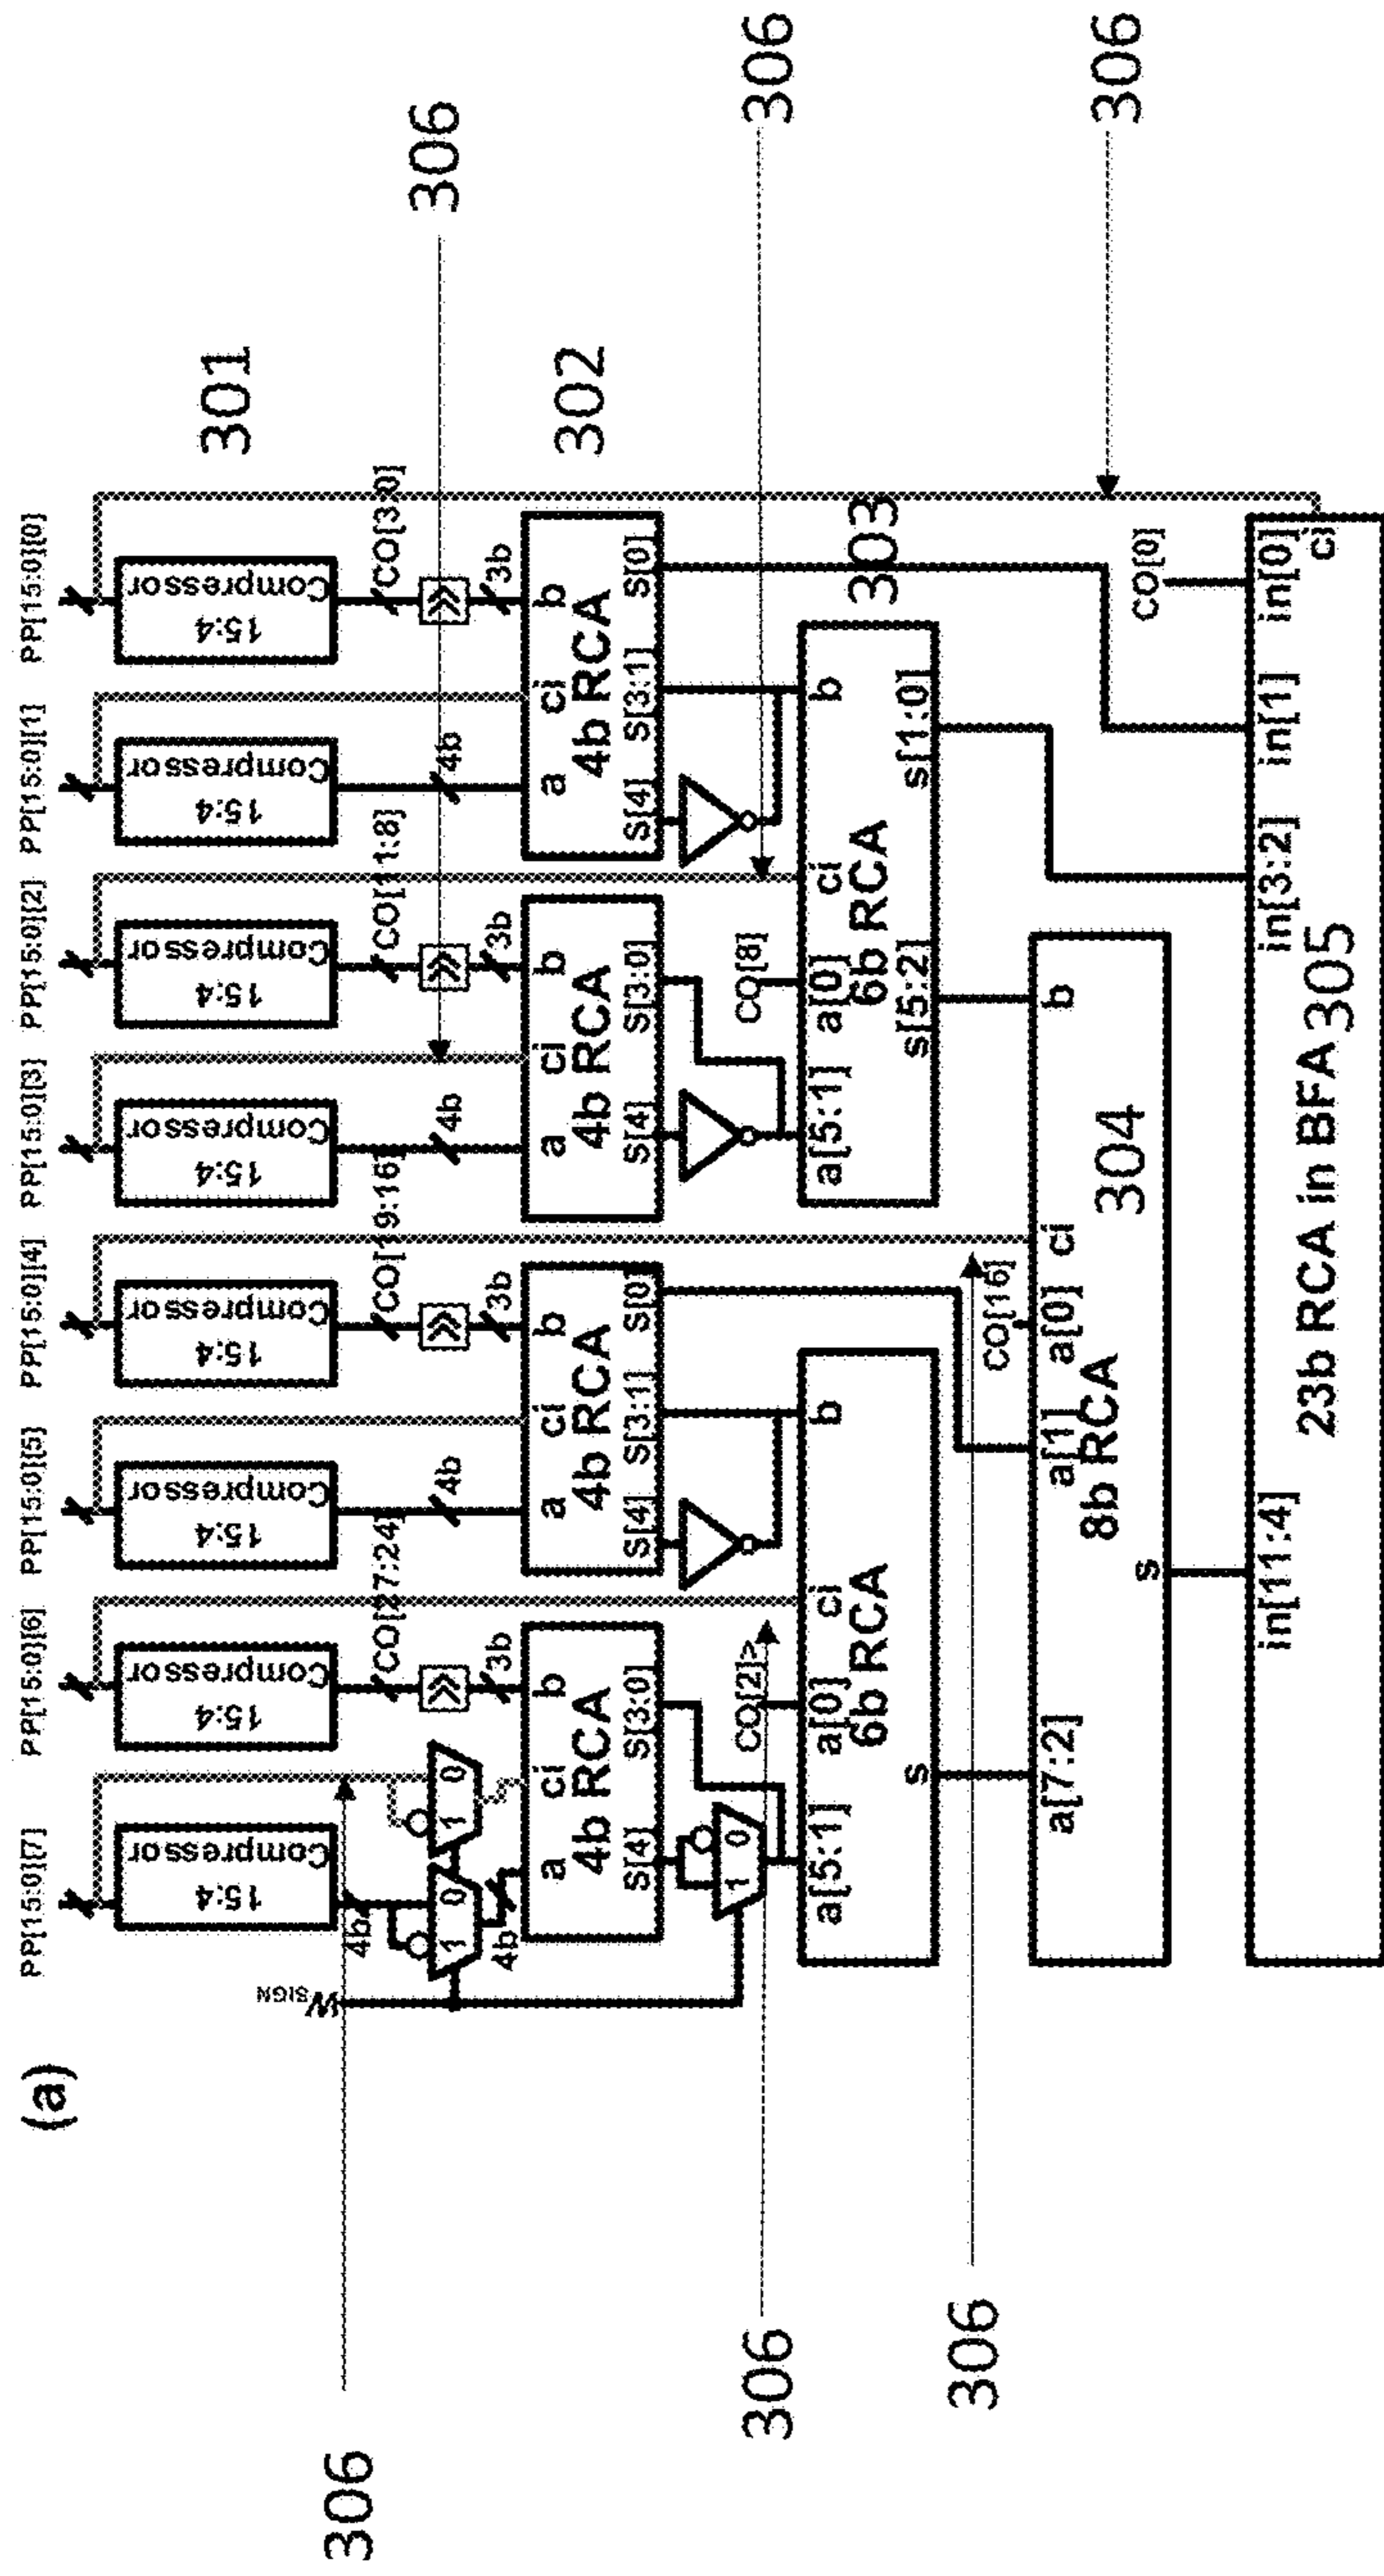 (a)
PP[15:0][7] PP[15:0][6] PP[15:0][5] PP[15:0][4] PP[15:0][3] PP[15:0][2] PP[15:0][1] PP[15:0][0]
15:4 15:4 15:4 15:4 15:4 15:4 15:4 15:4
Compressor Compressor Compressor Compressor Compressor Compressor Compressor Compressor
301
306
W SIGN
4b
CO[27:24] CO[19:16] CO[11:8] CO[3:0]
306
1 0 1 0
4b 3b 4b 3b 4b 3b 4b 3b
a ci b a ci b a ci b a ci b
4b RCA 4b RCA 4b RCA 4b RCA
302
S[4] S[3:0] S[4] S[3:1] S[0] S[4] S[3:0] S[4] S[3:1] S[0]
1 0
306
CO[2]> CO[8]
306
a[5:1] a[0] ci b a[5:1] a[0] ci b
6b RCA 6b RCA
303
s s[5:2] s[1:0]
306
CO[16]
a[7:2] a[1] a[0] ci b
8b RCA 304
s
306
CO[0]
in[11:4] in[3:2] in[1] in[0]
ci
23b RCA in BFA 305